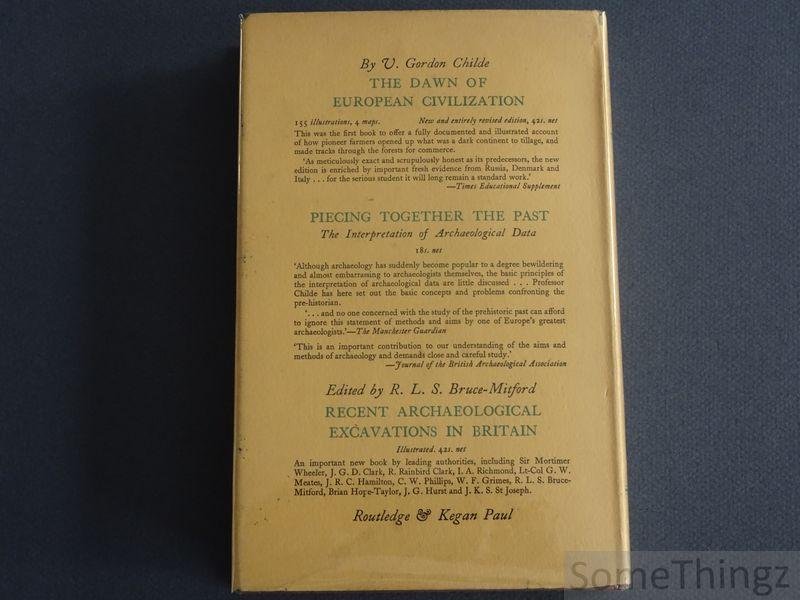 By V. Gordon Childe
THE DAWN OF
EUROPEAN CIVILIZATION
155 illustrations, 4 maps. New and entirely revised edition, 42s. net
This was the first book to offer a fully documented and illustrated account
of how pioneer farmers opened up what was a dark continent to tillage, and
made tracks through the forests for commerce.
'As meticulously exact and scrupulously honest as its predecessors, the new
edition is enriched by important fresh evidence from Russia, Denmark and
Italy . . . for the serious student it will long remain a standard work.'
—Times Educational Supplement
PIECING TOGETHER THE PAST
The Interpretation of Archaeological Data
18s. net
'Although archaeology has suddenly become popular to a degree bewildering
and almost embarrassing to archaeologists themselves, the basic principles of
the interpretation of archaeological data are little discussed . . . Professor
Childe has here set out the basic concepts and problems confronting the
pre-historian.
'. . . and no one concerned with the study of the prehistoric past can afford
to ignore this statement of methods and aims by one of Europe's greatest
archaeologists.'—The Manchester Guardian
'This is an important contribution to our understanding of the aims and
methods of archaeology and demands close and careful study.'
—Journal of the British Archaeological Association
Edited by R. L. S. Bruce-Mitford
RECENT ARCHAEOLOGICAL
EXCAVATIONS IN BRITAIN
Illustrated. 42s. net
An important new book by leading authorities, including Sir Mortimer
Wheeler, J. G. D. Clark, R. Rainbird Clark, I. A. Richmond, Lt-Col G. W.
Meates, J. R. C. Hamilton, C. W. Phillips, W. F. Grimes, R. L. S. Bruce-
Mitford, Brian Hope-Taylor, J. G. Hurst and J. K. S. St Joseph.
Routledge & Kegan Paul
SomeThingz